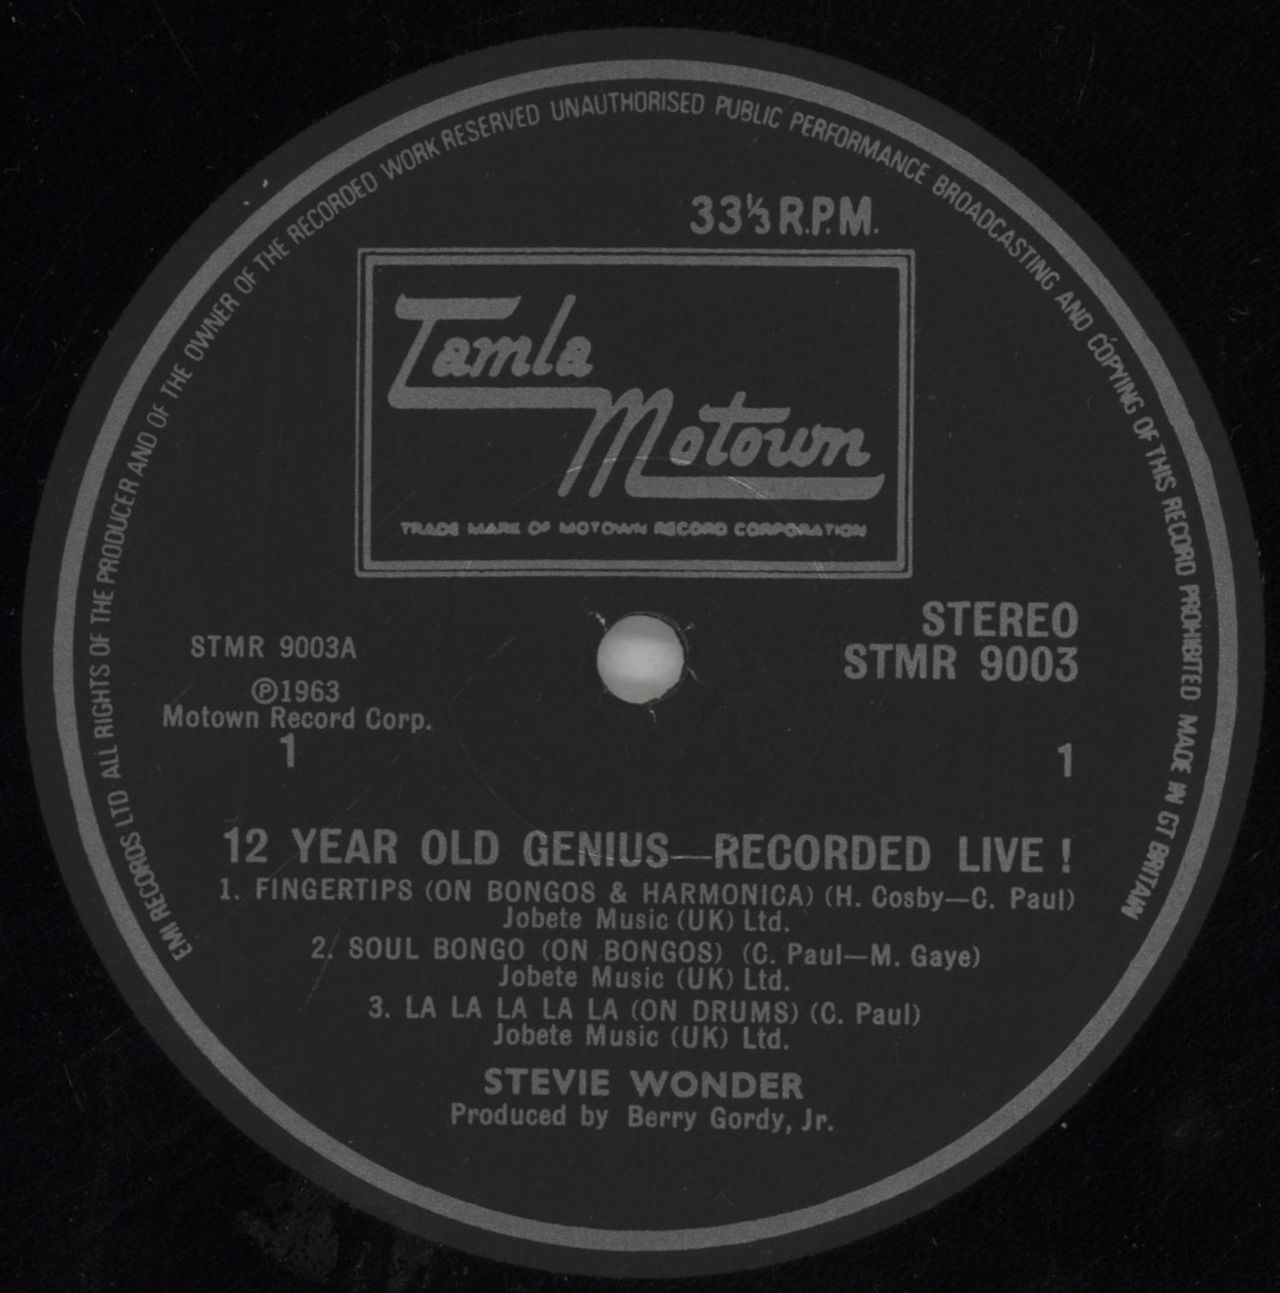 EMI RECORDS LTD ALL RIGHTS OF THE PRODUCER AND OF THE OWNER OF THE RECORDED WORK RESERVED UNAUTHORISED PUBLIC PERFORMANCE BROADCASTING AND COPYING OF THIS RECORD PROHIBITED MADE IN GT BRITAIN
33⅓ R.P.M.
Tamla
Motown
TRADE MARK OF MOTOWN RECORD CORPORATION
STEREO
STMR 9003
STMR 9003A
℗1963
Motown Record Corp.
1
1
12 YEAR OLD GENIUS—RECORDED LIVE !
1. FINGERTIPS (ON BONGOS & HARMONICA) (H. Cosby—C. Paul)
Jobete Music (UK) Ltd.
2. SOUL BONGO (ON BONGOS) (C. Paul—M. Gaye)
Jobete Music (UK) Ltd.
3. LA LA LA LA LA (ON DRUMS) (C. Paul)
Jobete Music (UK) Ltd.
STEVIE WONDER
Produced by Berry Gordy, Jr.